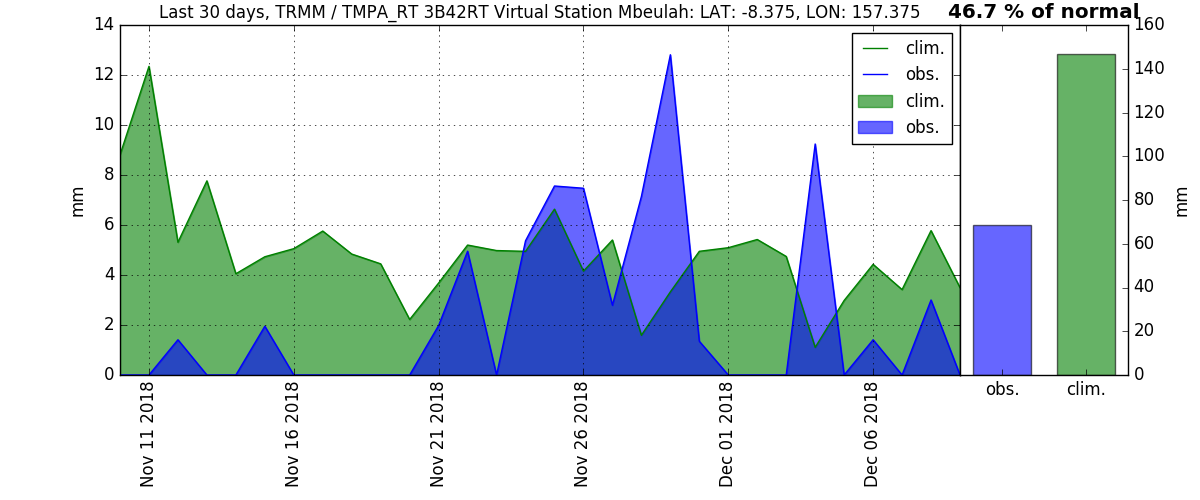 Last 30 days, TRMM / TMPA_RT 3B42RT Virtual Station Mbeulah: LAT: -8.375, LON: 157.375
46.7 % of normal
14
12
10
8
6
4
2
0
mm
clim.
obs.
clim.
obs.
160
140
120
100
80
60
40
20
0
mm
obs.
clim.
Nov 11 2018
Nov 16 2018
Nov 21 2018
Nov 26 2018
Dec 01 2018
Dec 06 2018